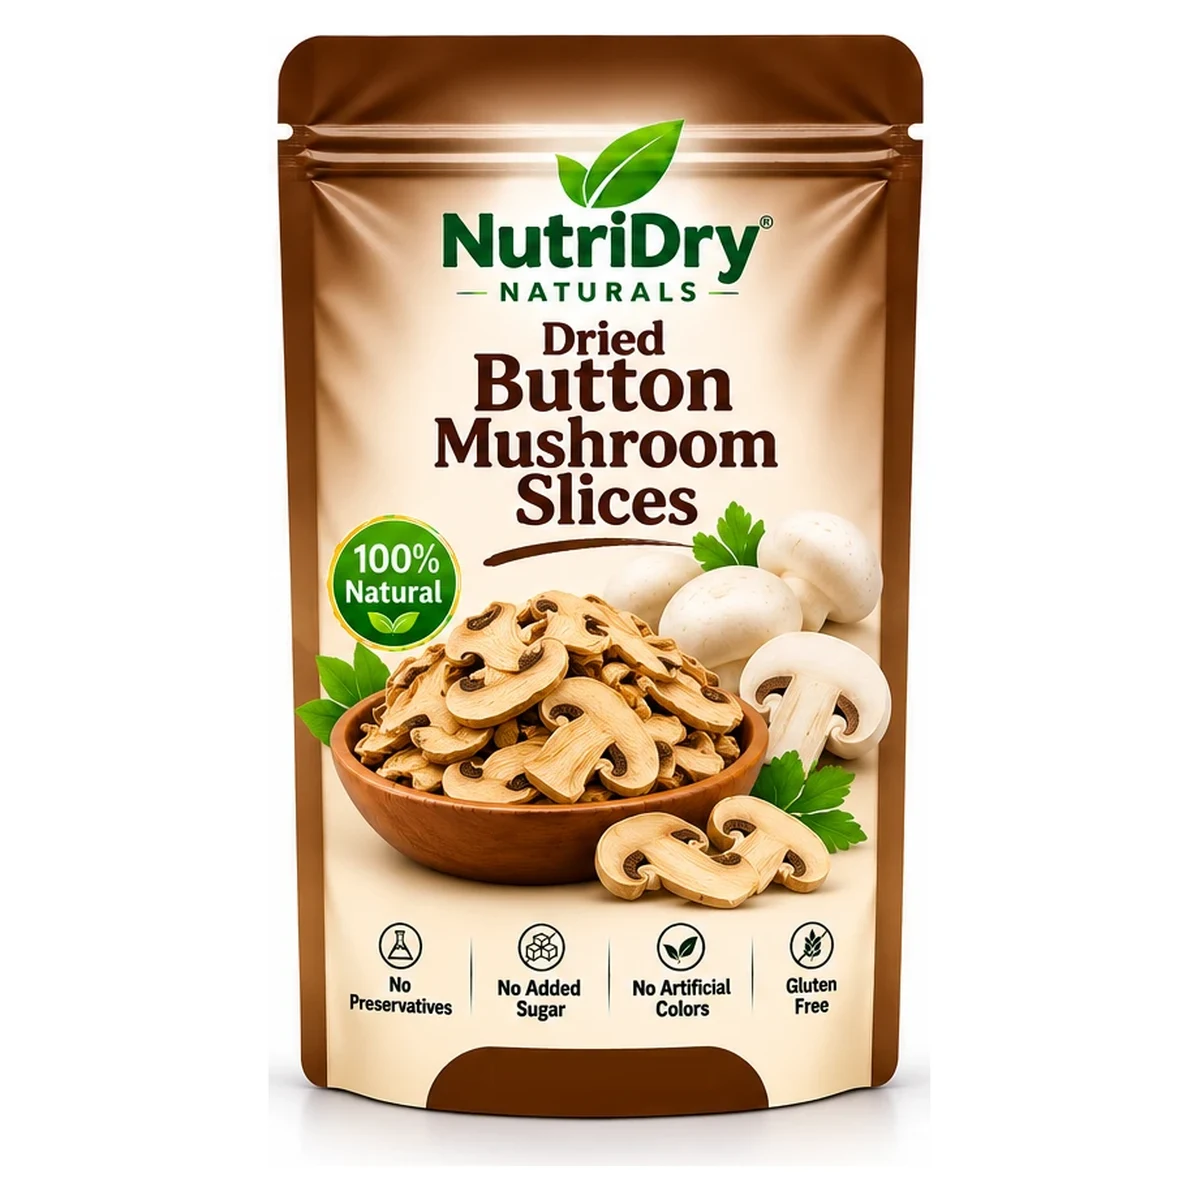 NutriDry®
NATURALS
Dried
Button
Mushroom
Slices
100%
Natural
No
Preservatives
No Added
Sugar
No Artificial
Colors
Gluten
Free